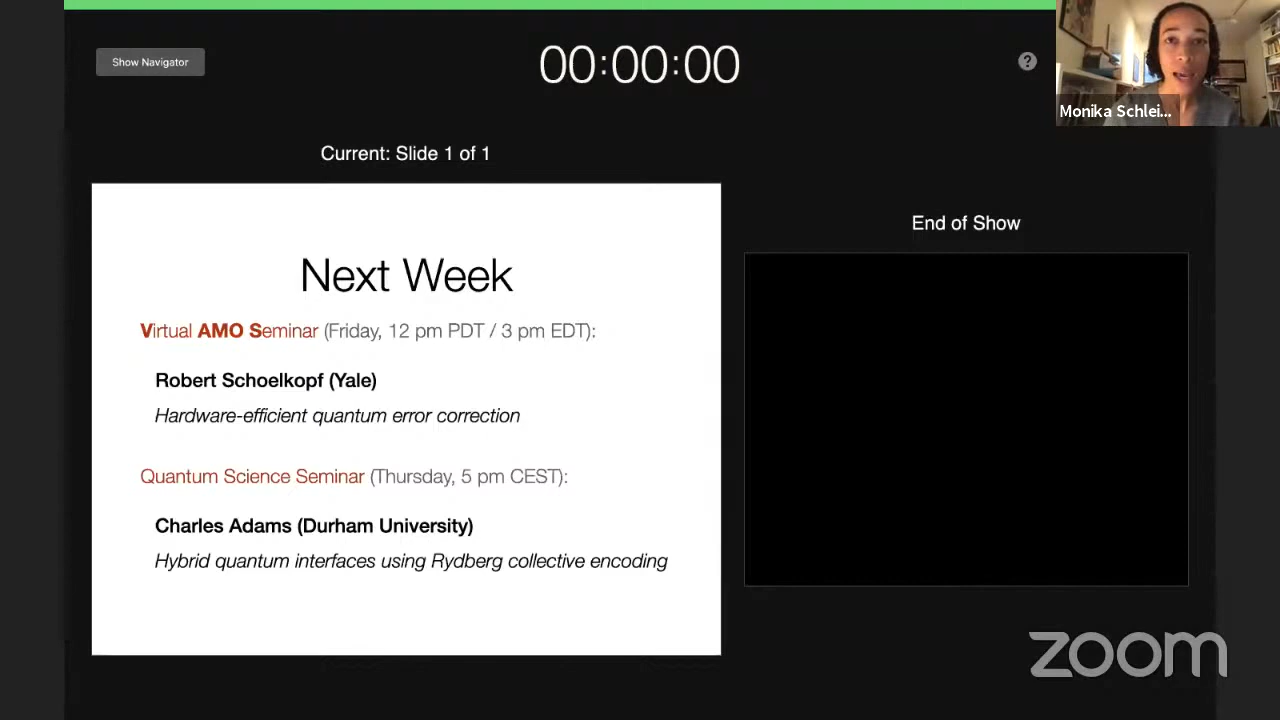 Show Navigator
00:00:00
?
Monika Schlei...
Current: Slide 1 of 1
End of Show
Next Week
Virtual AMO Seminar (Friday, 12 pm PDT / 3 pm EDT):
Robert Schoelkopf (Yale)
Hardware-efficient quantum error correction
Quantum Science Seminar (Thursday, 5 pm CEST):
Charles Adams (Durham University)
Hybrid quantum interfaces using Rydberg collective encoding
zoom